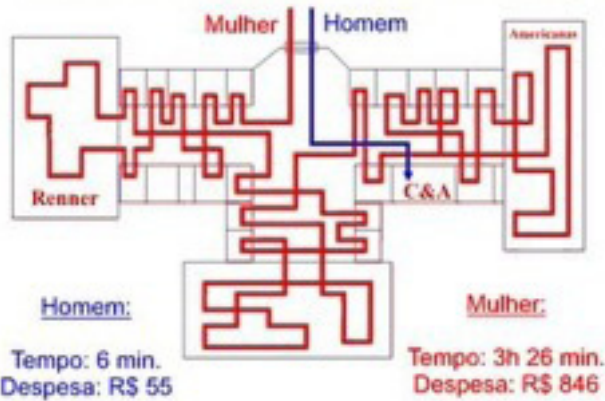 Mulher
Homem
Americanas
Renner
C&A
Homem:
Tempo: 6 min.
Despesa: R$ 55
Mulher:
Tempo: 3h 26 min.
Despesa: R$ 846